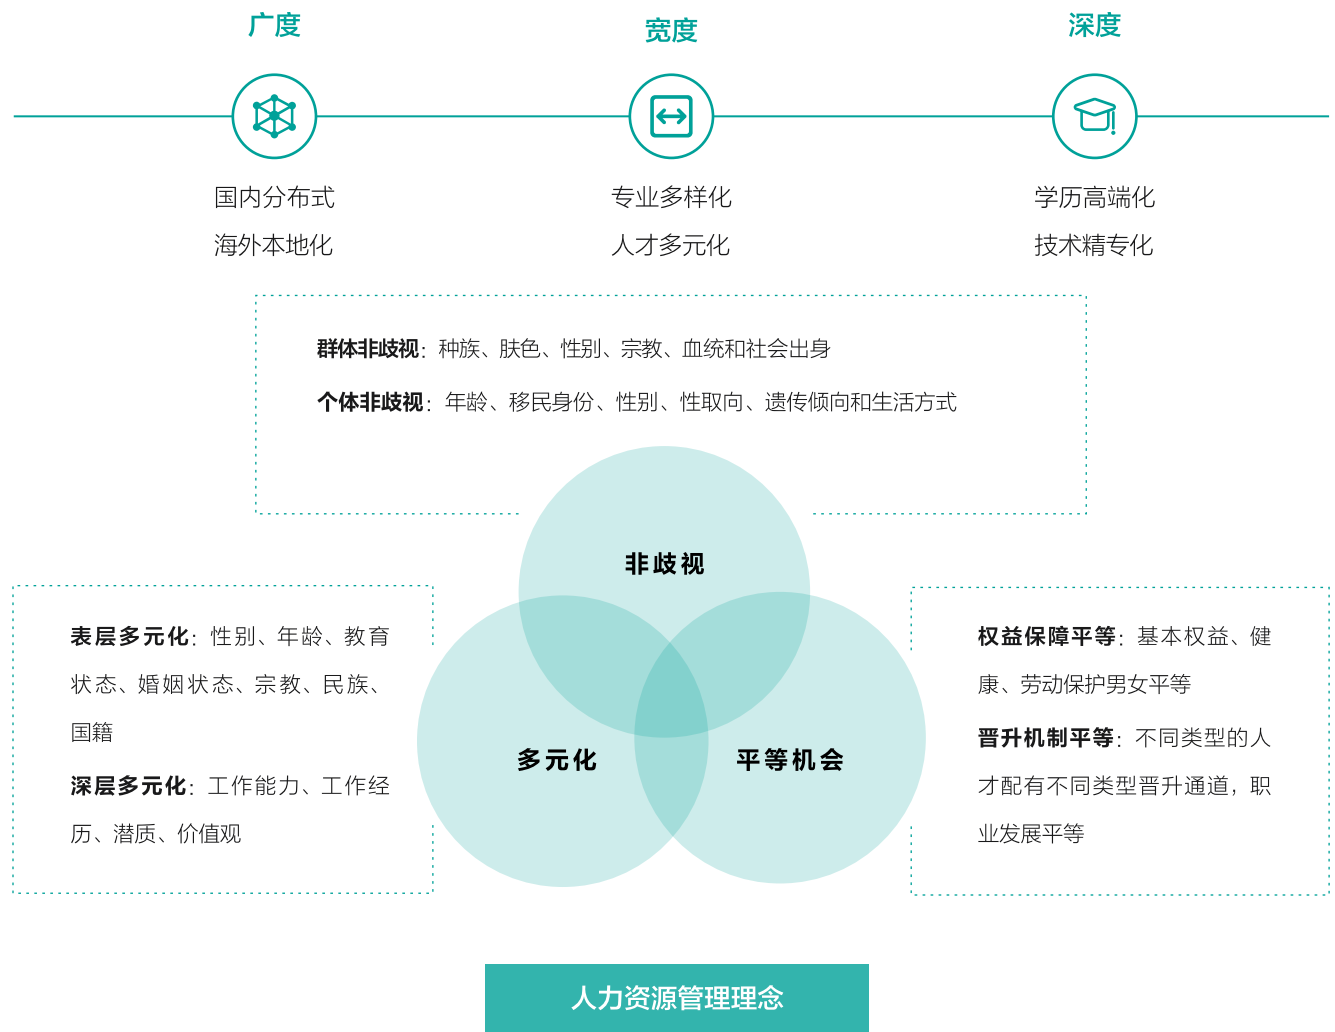 广度
宽度
深度
国内分布式
海外本地化
专业多样化
人才多元化
学历高端化
技术精专化
群体非歧视：种族、肤色、性别、宗教、血统和社会出身
个体非歧视：年龄、移民身份、性别、性取向、遗传倾向和生活方式
非歧视
表层多元化：性别、年龄、教育
状态、婚姻状态、宗教、民族、
国籍
深层多元化：工作能力、工作经
历、潜质、价值观
多元化
平等机会
权益保障平等：基本权益、健
康、劳动保护男女平等
晋升机制平等：不同类型的人
才配有不同类型晋升通道，职
业发展平等
人力资源管理理念